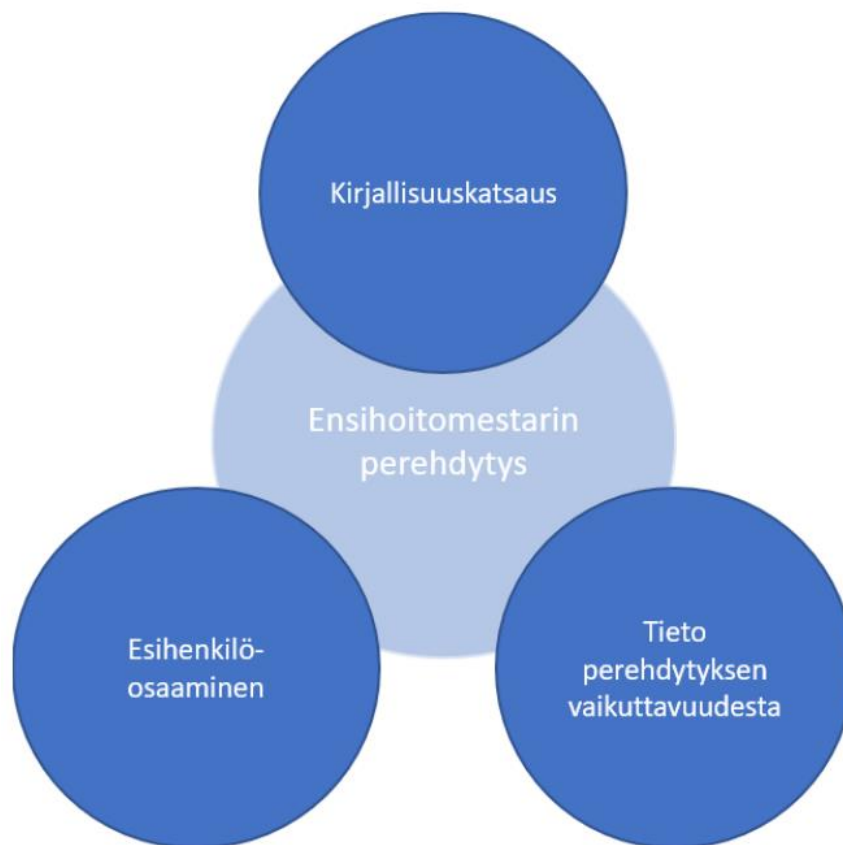 Kirjallisuuskatsaus
Ensihoitomestarin
perehdytys
Esihenkilö-
osaaminen
Tieto
perehdytyksen
vaikuttavuudesta